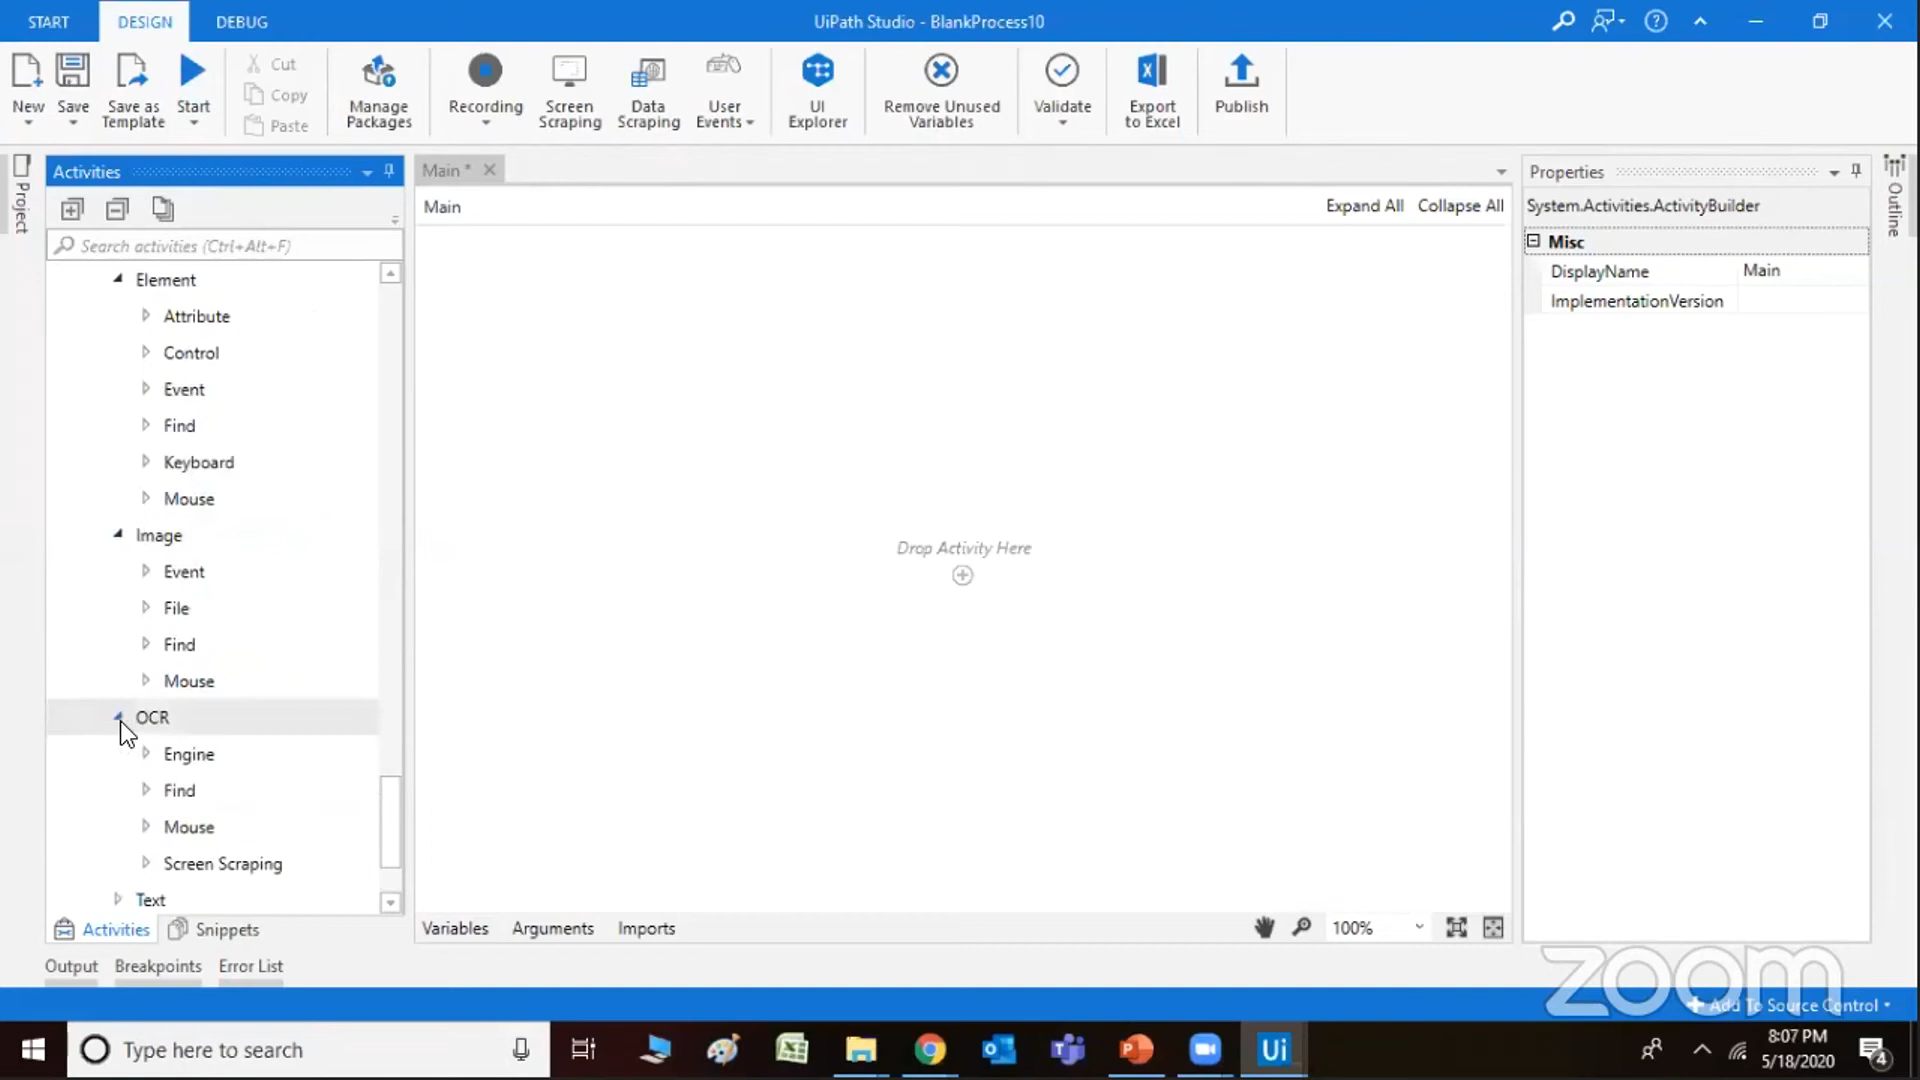 START DESIGN DEBUG UiPath Studio - BlankProcess10
New Save Save as Template Start Cut Copy Paste Manage Packages Recording Screen Scraping Data Scraping User Events UI Explorer Remove Unused Variables Validate Export to Excel Publish
Project
Activities
Search activities (Ctrl+Alt+F)
Element
Attribute
Control
Event
Find
Keyboard
Mouse
Image
Event
File
Find
Mouse
OCR
Engine
Find
Mouse
Screen Scraping
Text
Activities Snippets
Main *
Main Expand All Collapse All
Drop Activity Here
Variables Arguments Imports 100%
Properties
System.Activities.ActivityBuilder
Misc
DisplayName Main
ImplementationVersion
Outline
Output Breakpoints Error List
zoom
Add To Source Control
Type here to search
Ui
8:07 PM
5/18/2020
4